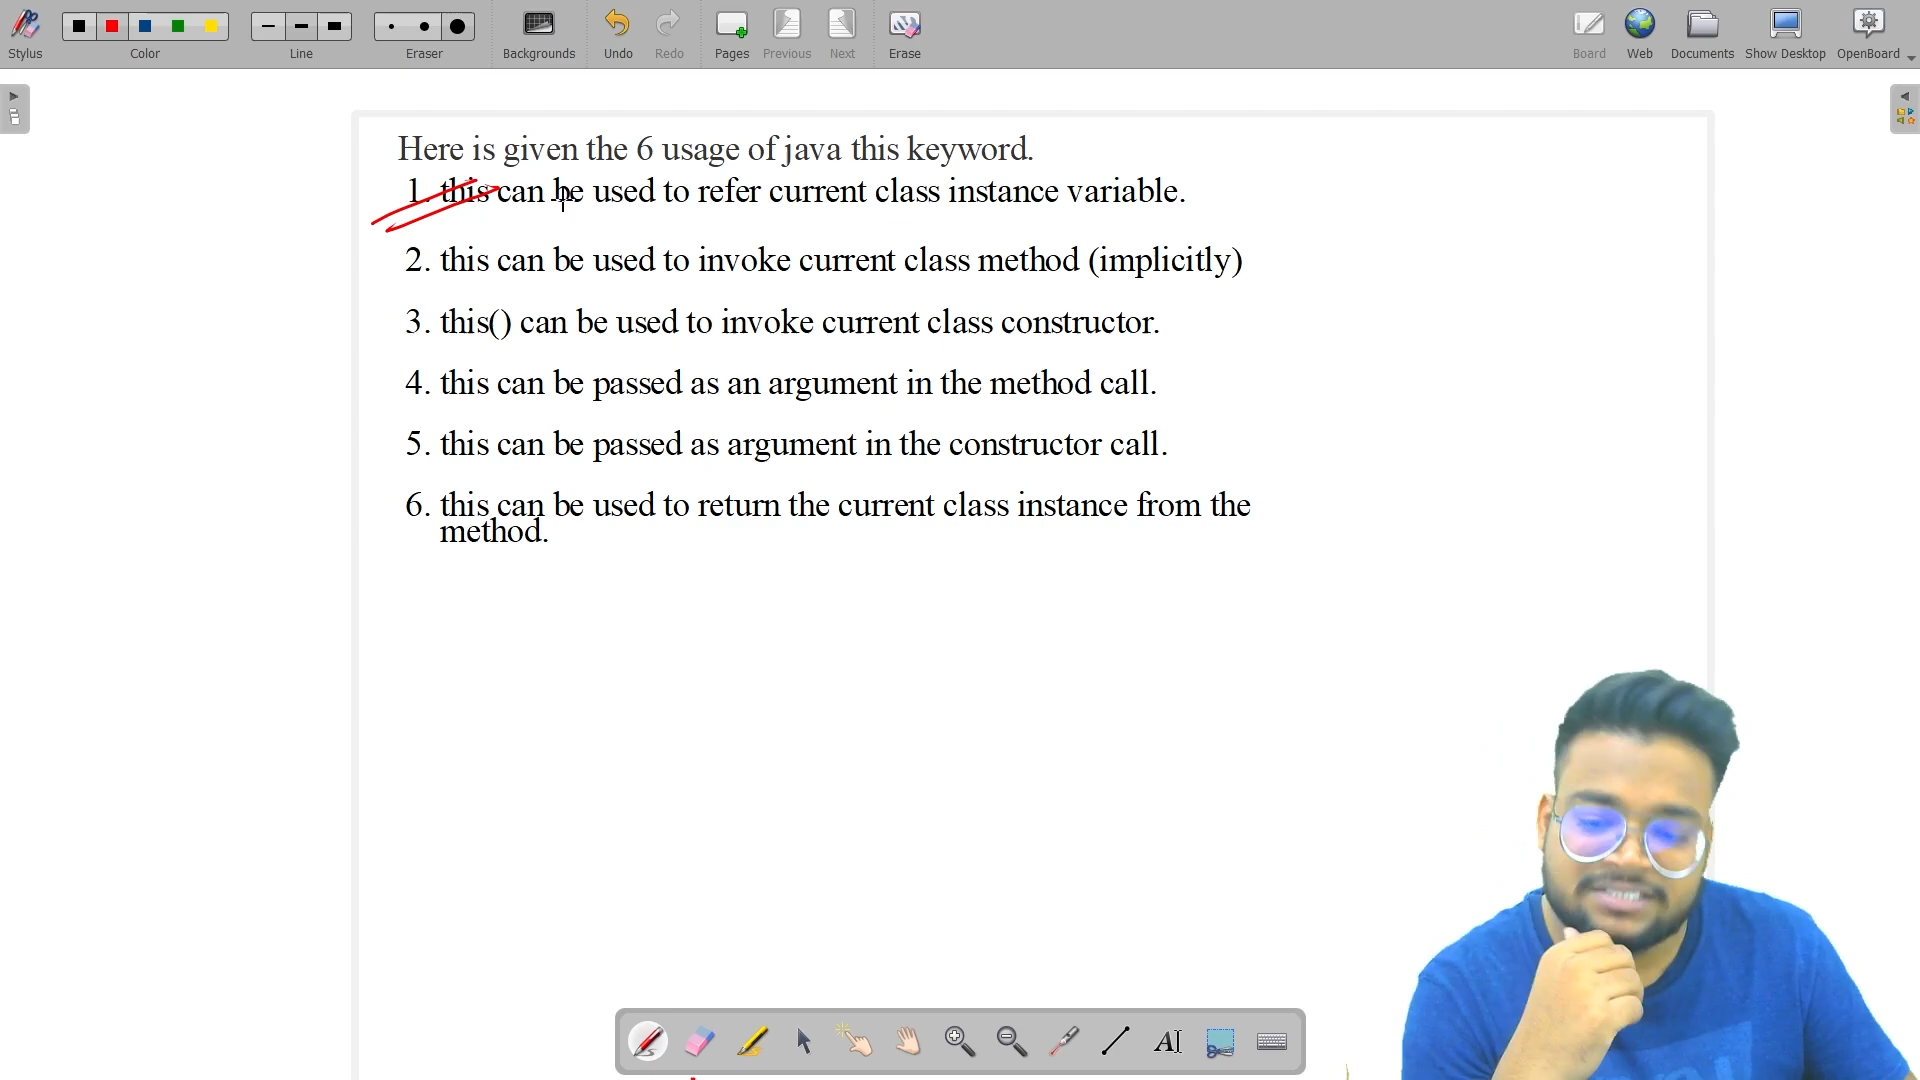 Stylus
Color
Line
Eraser
Backgrounds
Undo
Redo
Pages
Previous
Next
Erase
Board
Web
Documents
Show Desktop
OpenBoard
Here is given the 6 usage of java this keyword.
1. this can be used to refer current class instance variable.
2. this can be used to invoke current class method (implicitly)
3. this() can be used to invoke current class constructor.
4. this can be passed as an argument in the method call.
5. this can be passed as argument in the constructor call.
6. this can be used to return the current class instance from the
method.